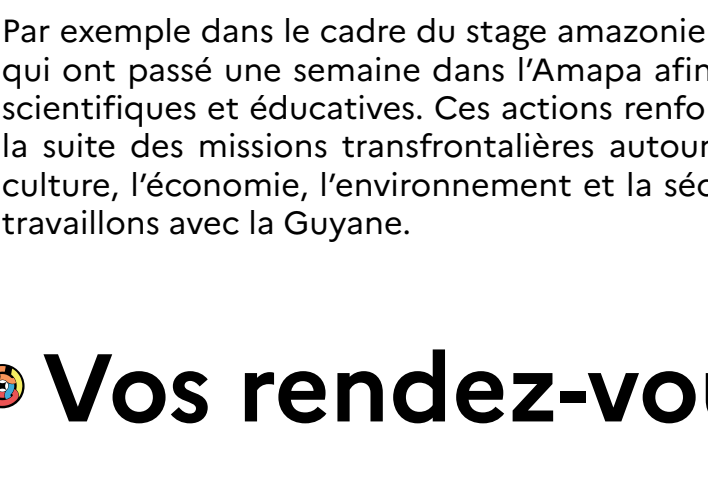 Par exemple dans le cadre du stage amazonie
qui ont passé une semaine dans l’Amapa afin
scientifiques et éducatives. Ces actions renfo
la suite des missions transfrontalières autour
culture, l’économie, l’environnement et la séc
travaillons avec la Guyane.
Vos rendez-vou